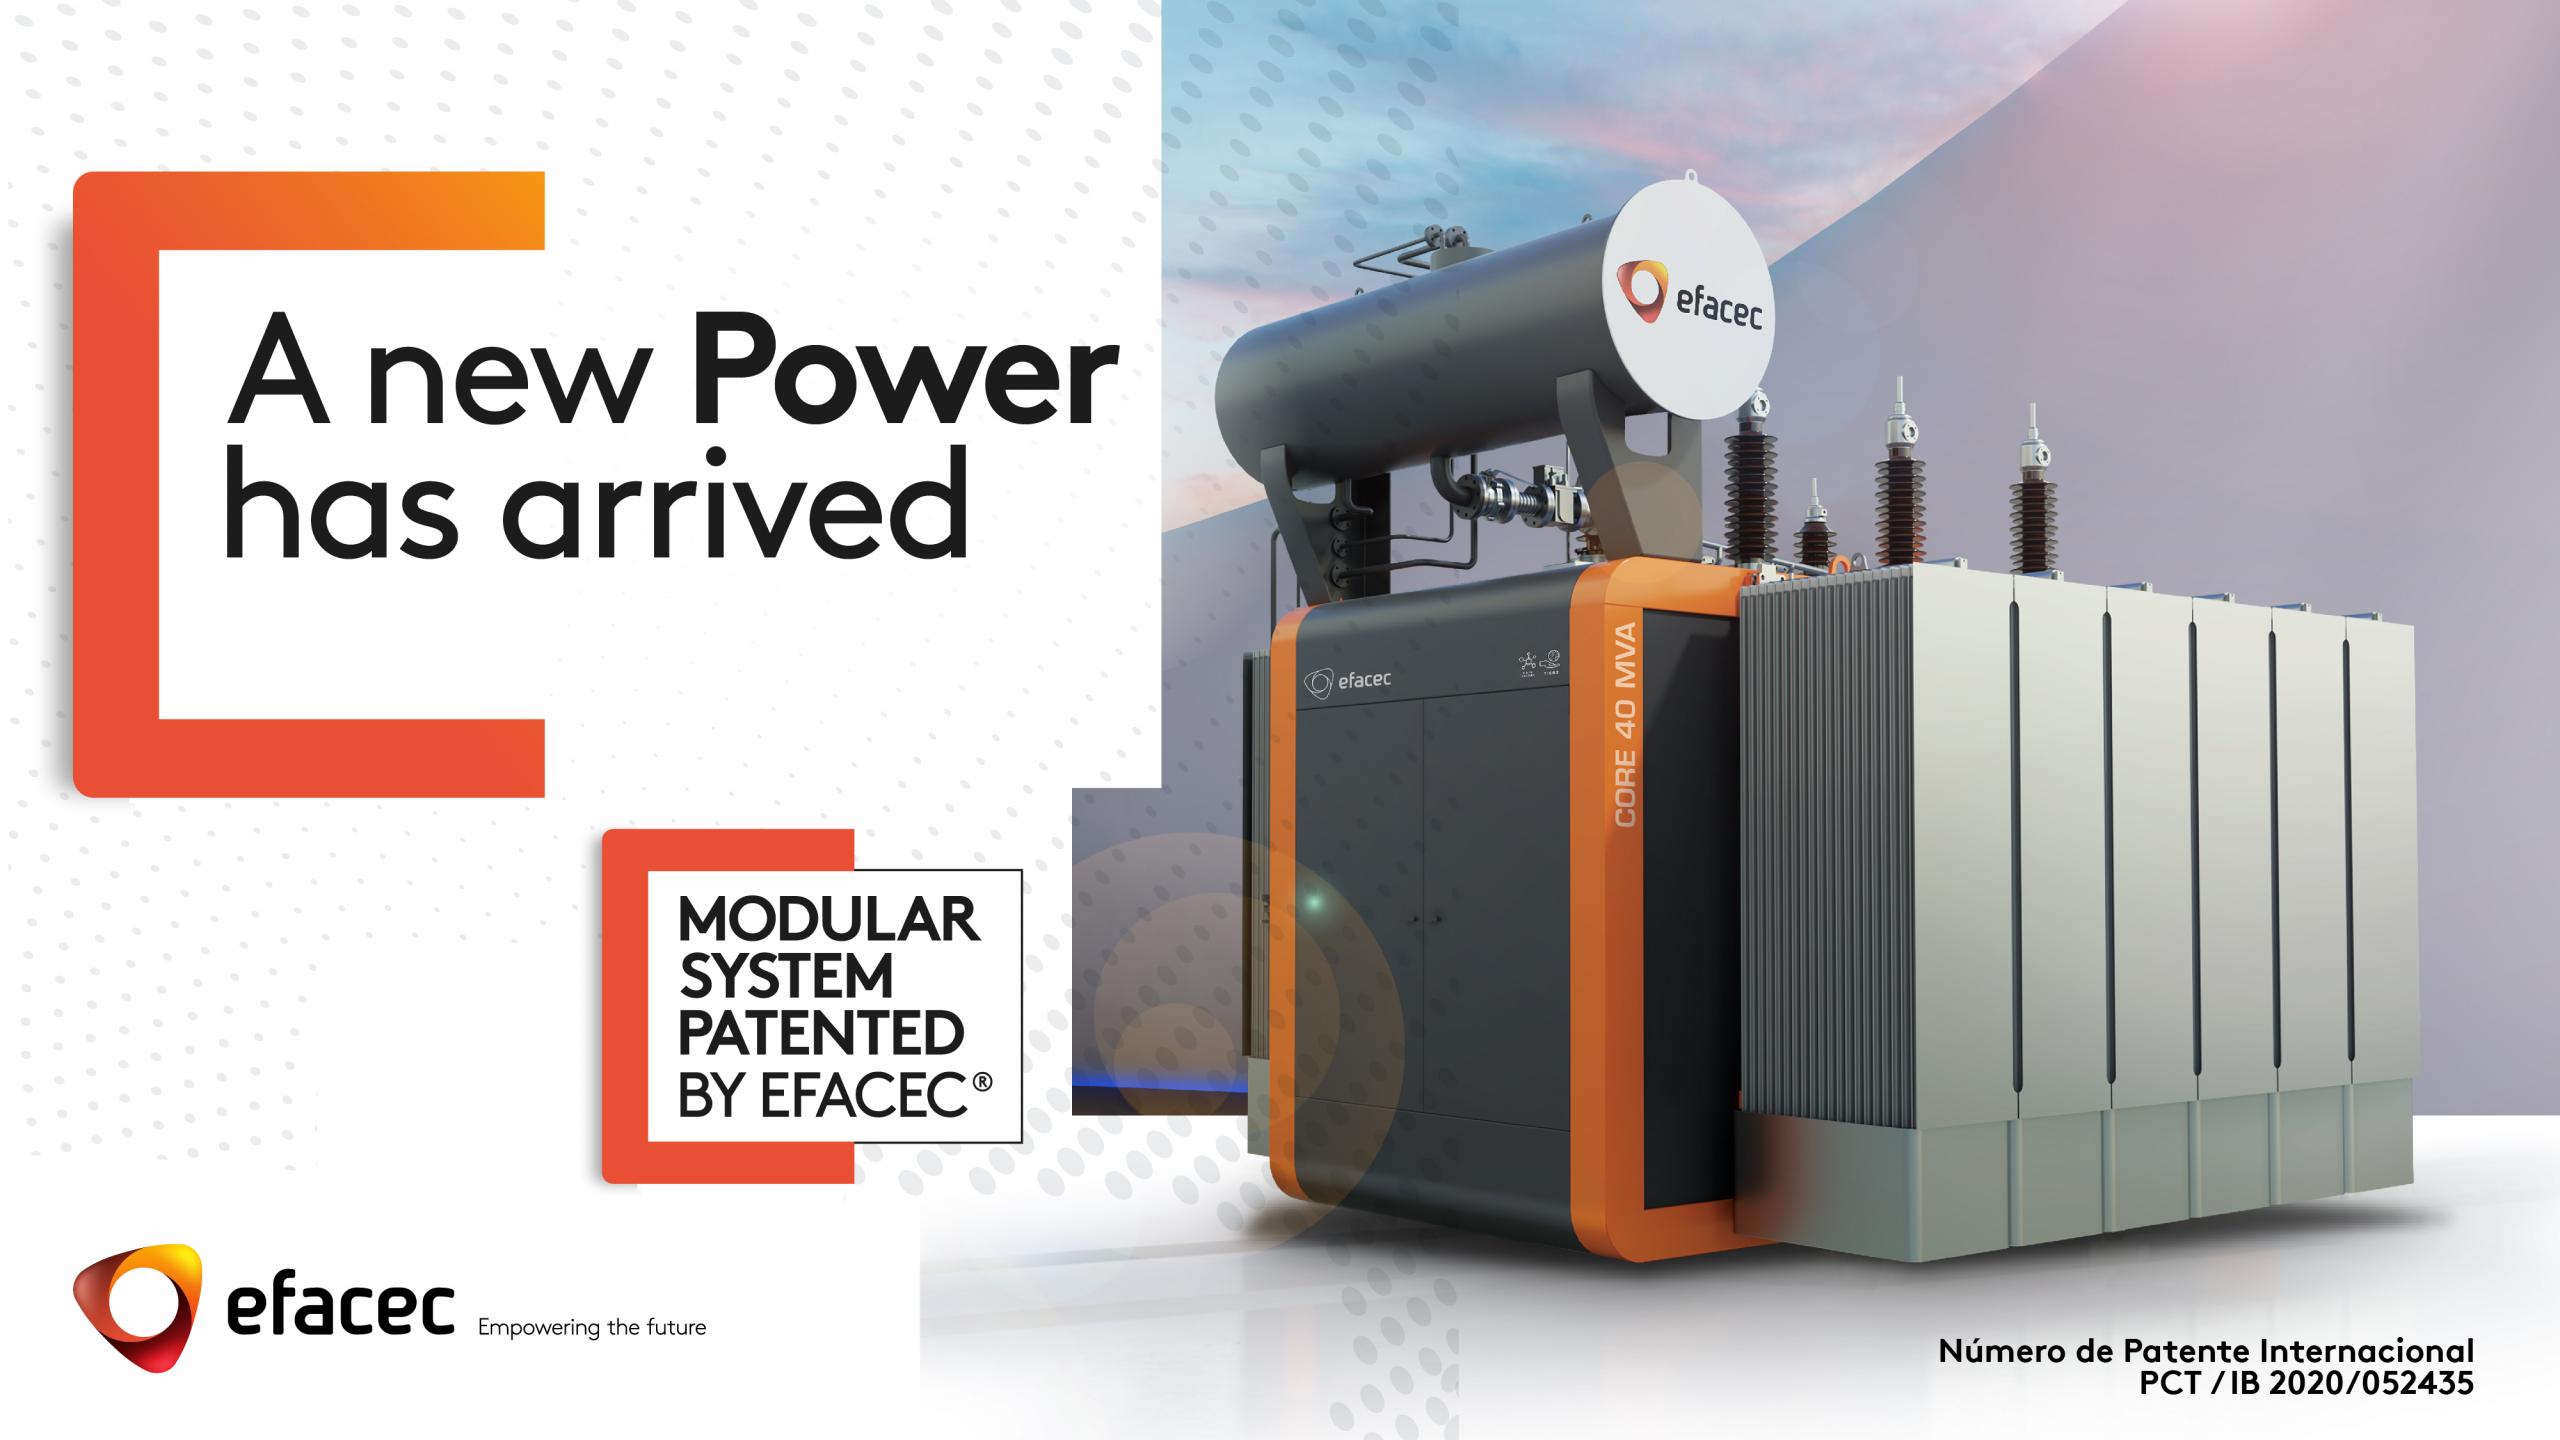 A new Power
has arrived
MODULAR
SYSTEM
PATENTED
BY EFACEC®
efacec Empowering the future
efacec
efacec
CORE 40 MVA
Número de Patente Internacional
PCT / IB 2020/052435